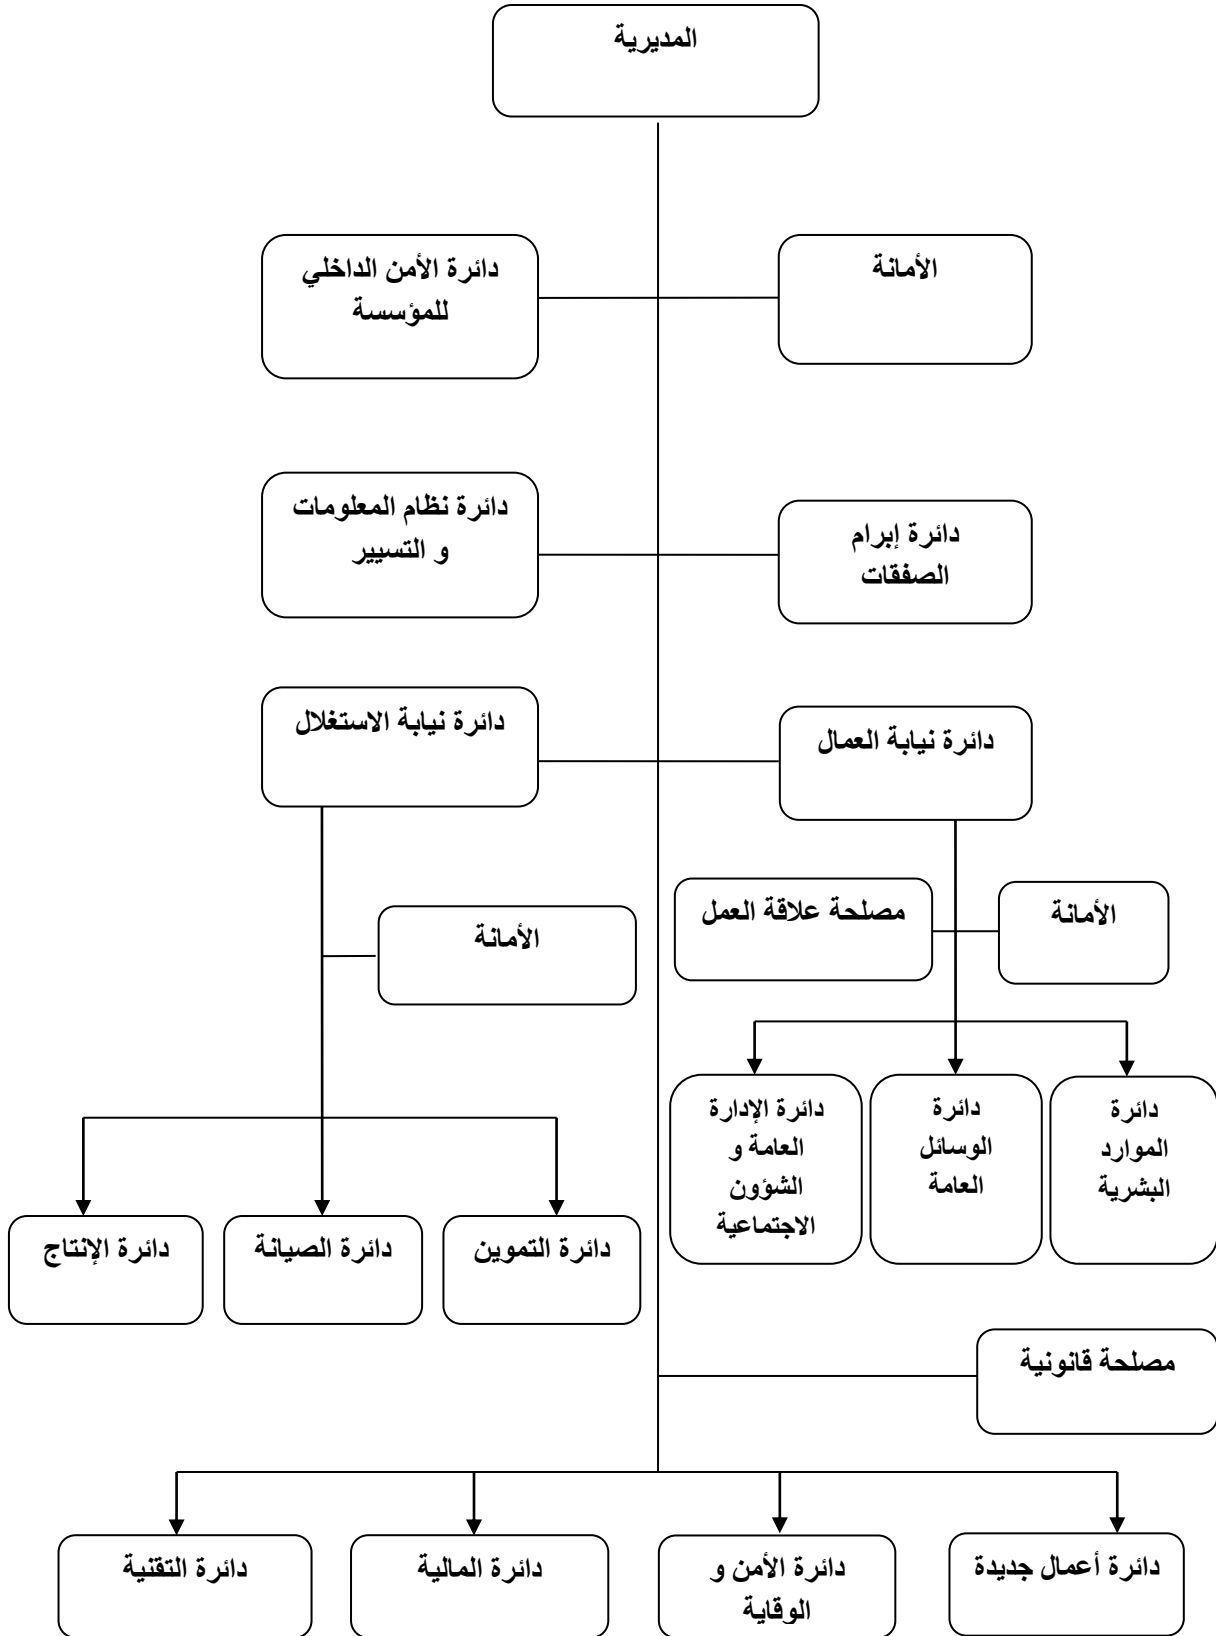 المديرية
الأمانة
دائرة الأمن الداخلي
للمؤسسة
دائرة إبرام
الصفقات
دائرة نظام المعلومات
و التسيير
دائرة نيابة العمال
دائرة نيابة الاستغلال
الأمانة
مصلحة علاقة العمل
الأمانة
دائرة
الموارد
البشرية
دائرة
الوسائل
العامة
دائرة الإدارة
العامة و
الشؤون
الاجتماعية
دائرة التموين
دائرة الصيانة
دائرة الإنتاج
مصلحة قانونية
دائرة أعمال جديدة
دائرة الأمن و
الوقاية
دائرة المالية
دائرة التقنية